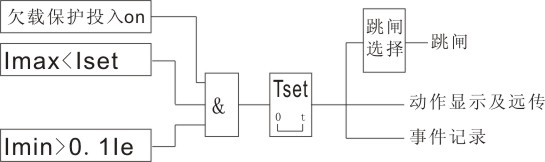 欠载保护投入on
Imax<Iset
Imin>0. 1Ie
&
Tset
0 t
跳闸
选择
跳闸
动作显示及远传
事件记录